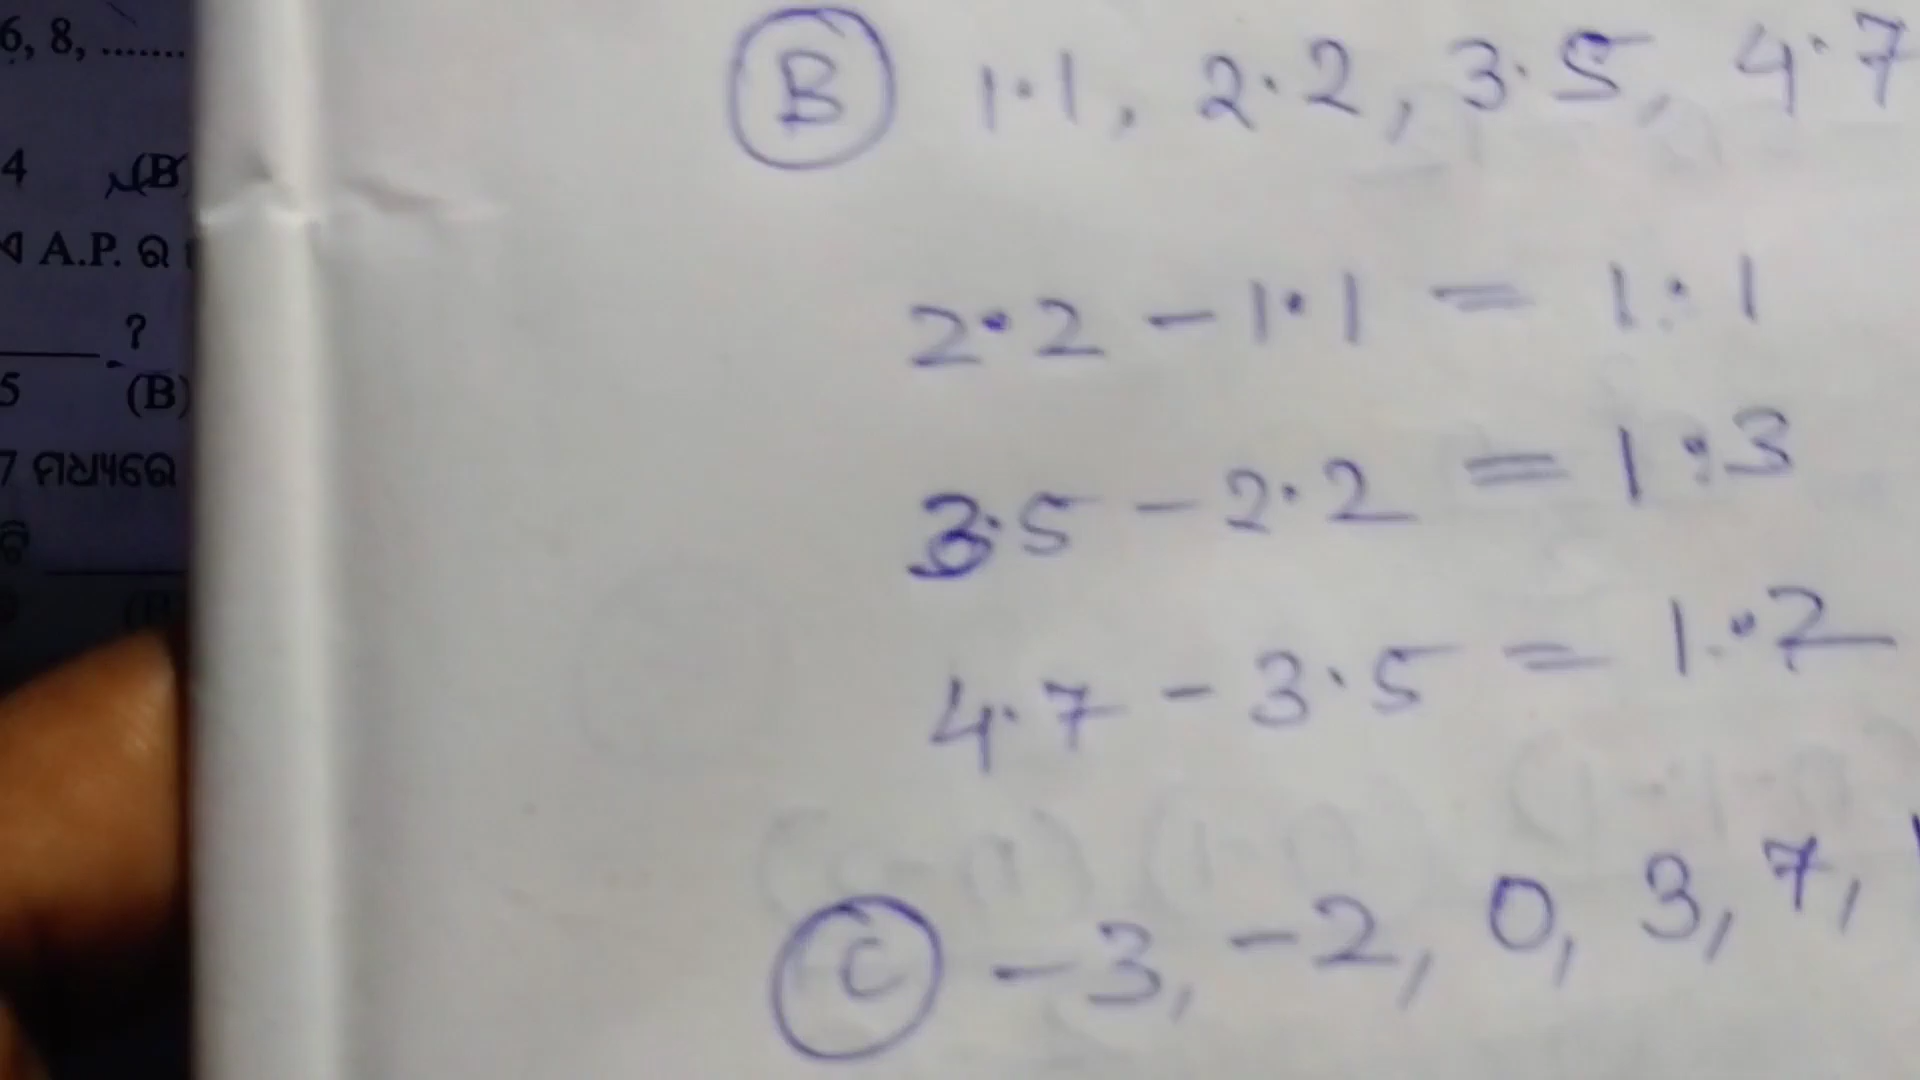 6, 8, .......
4 (B)
A.P. ର
?
5 (B)
7 ମଧ୍ୟରେ
(B) 1·1, 2·2, 3·5, 4·7
2·2 - 1·1 = 1·1
3·5 - 2·2 = 1·3
4·7 - 3·5 = 1·2
(C) -3, -2, 0, 3, 7,